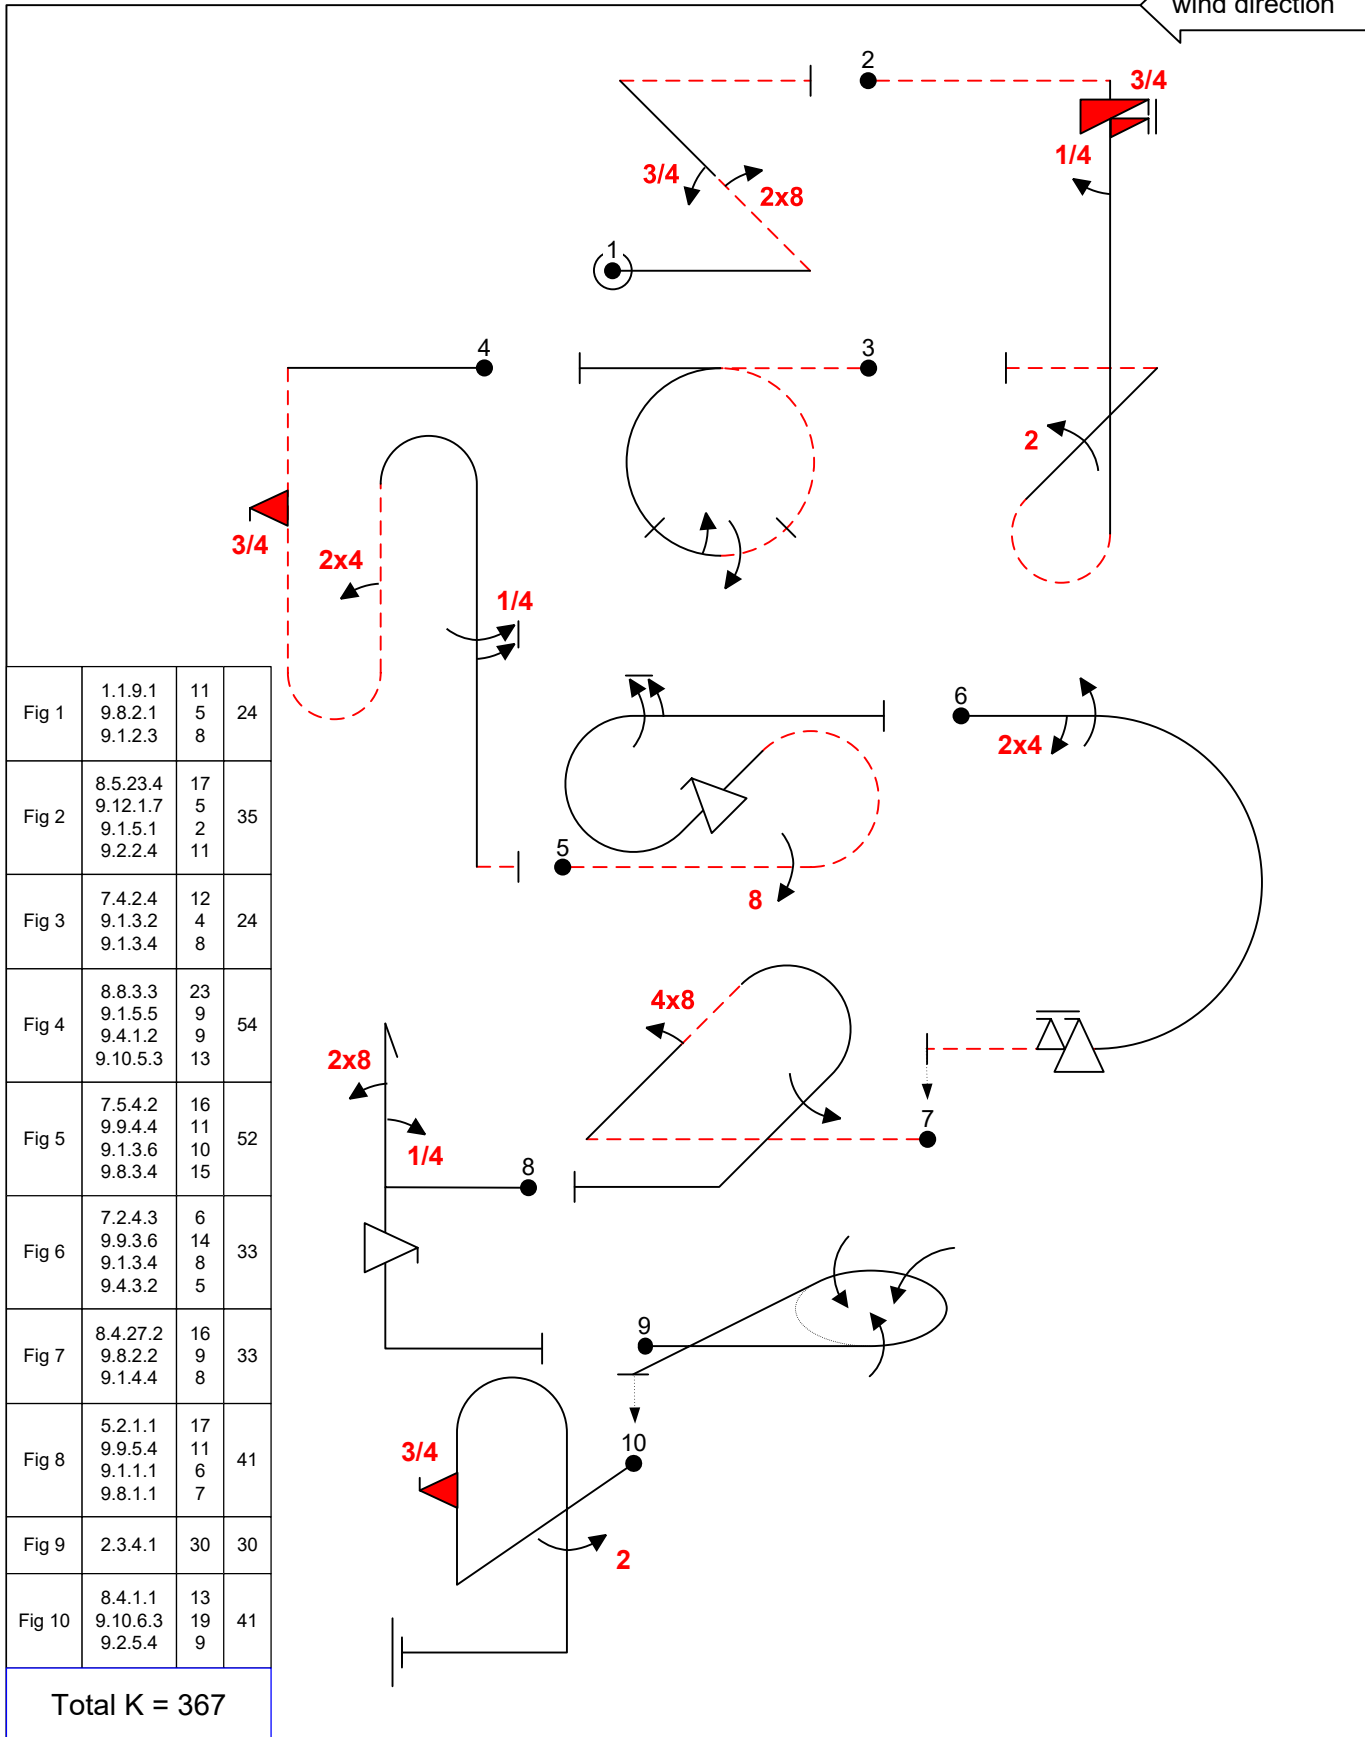 wind direction
2
3/4
1/4
3/4
2x8
1
4
3
2
3/4
2x4
1/4
6
2x4
5
8
4x8
2x8
1/4
7
8
9
10
3/4
2
Fig 1 1.1.9.1 11 24
9.8.2.1 5
9.1.2.3 8
Fig 2 8.5.23.4 17 35
9.12.1.7 5
9.1.5.1 2
9.2.2.4 11
Fig 3 7.4.2.4 12 24
9.1.3.2 4
9.1.3.4 8
Fig 4 8.8.3.3 23 54
9.1.5.5 9
9.4.1.2 9
9.10.5.3 13
Fig 5 7.5.4.2 16 52
9.9.4.4 11
9.1.3.6 10
9.8.3.4 15
Fig 6 7.2.4.3 6 33
9.9.3.6 14
9.1.3.4 8
9.4.3.2 5
Fig 7 8.4.27.2 16 33
9.8.2.2 9
9.1.4.4 8
Fig 8 5.2.1.1 17 41
9.9.5.4 11
9.1.1.1 6
9.8.1.1 7
Fig 9 2.3.4.1 30 30
Fig 10 8.4.1.1 13 41
9.10.6.3 19
9.2.5.4 9
Total K = 367